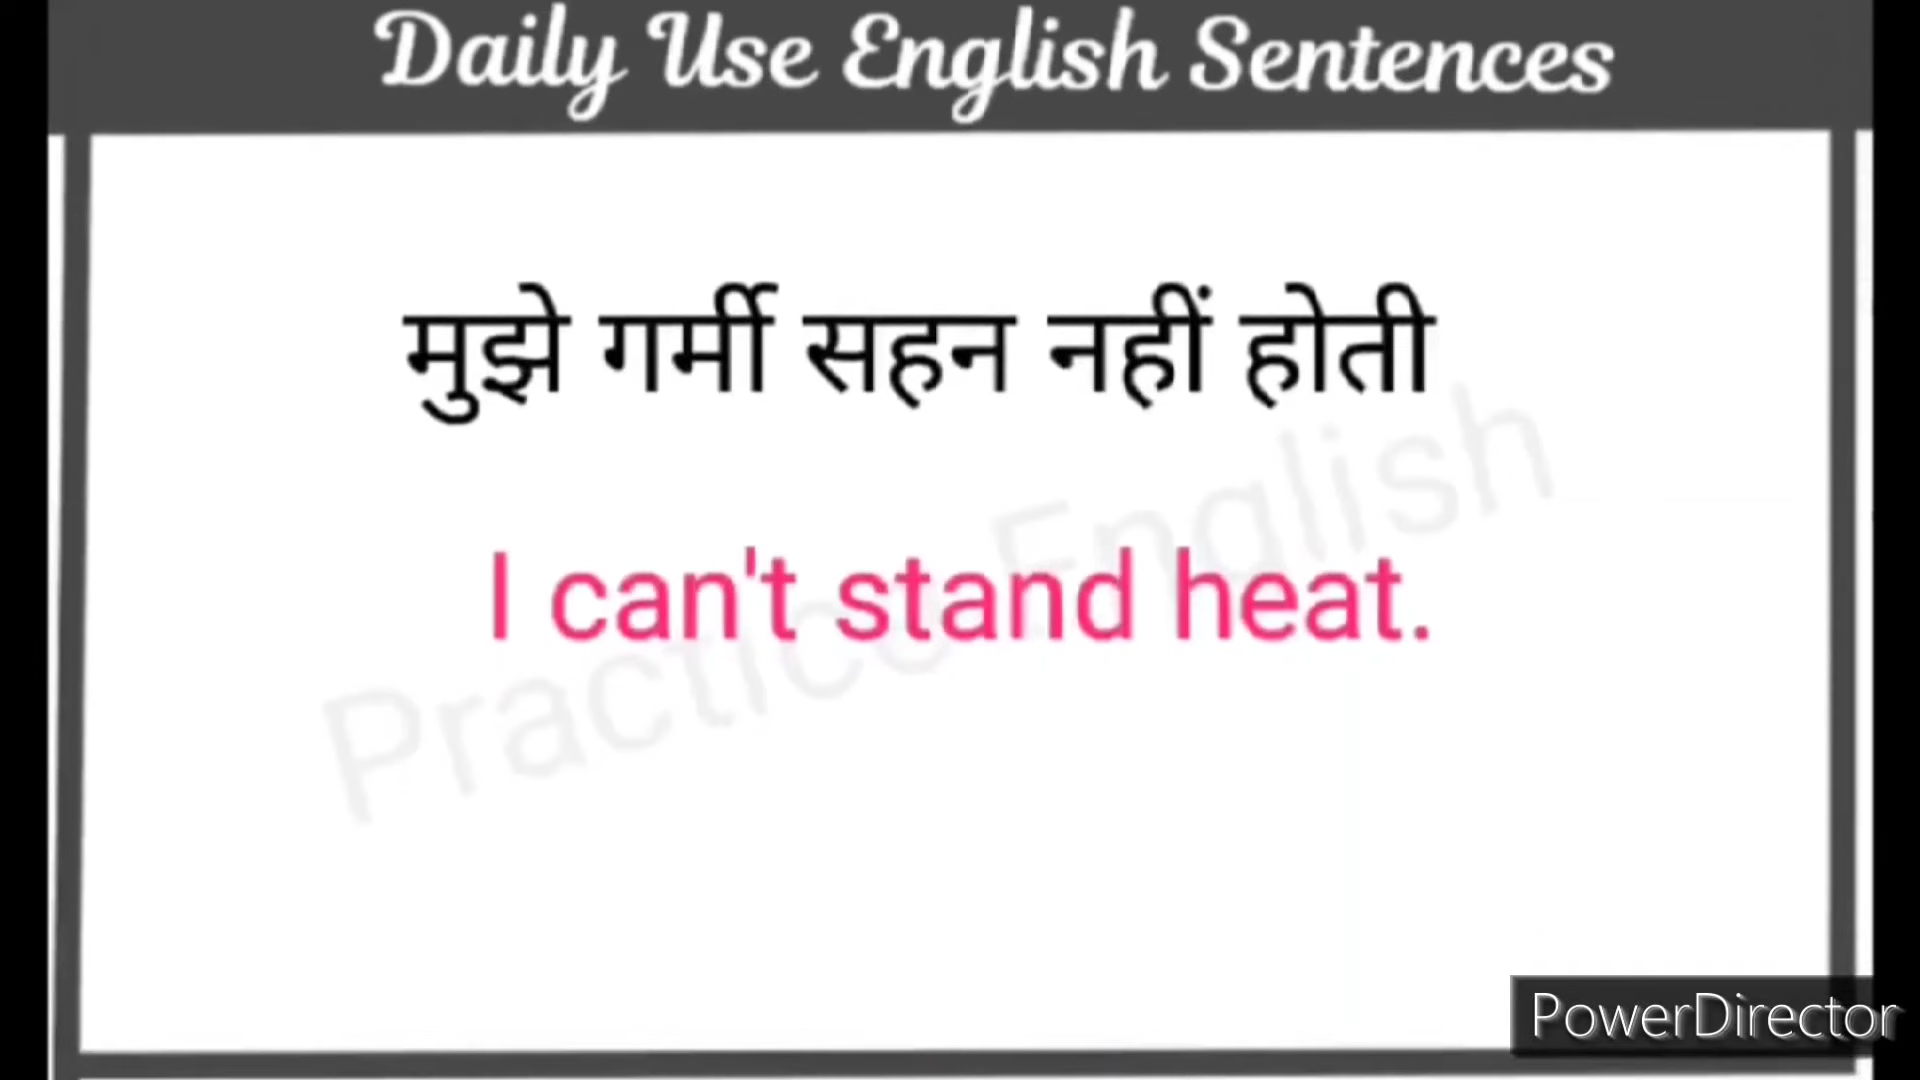 Daily Use English Sentences
मुझे गर्मी सहन नहीं होती
I can't stand heat.
Practice English
PowerDirector